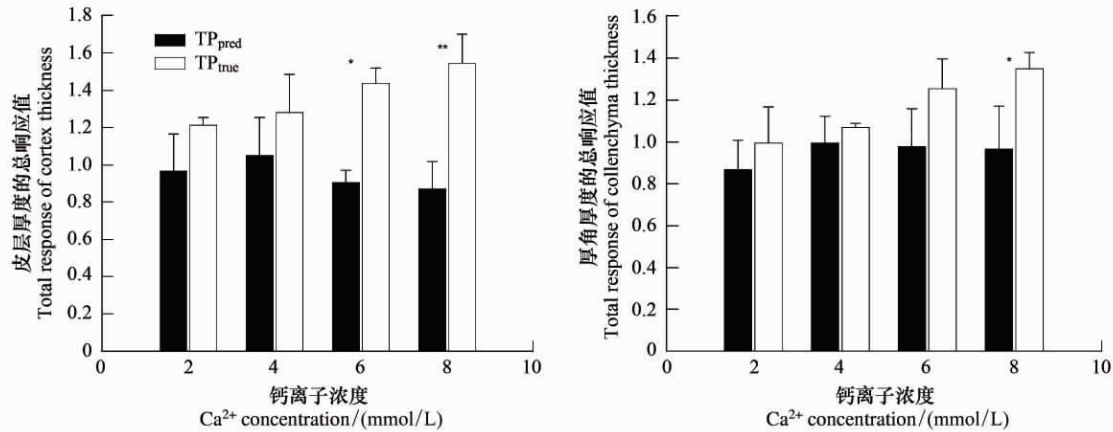 皮层厚度的总响应值
Total response of cortex thickness
1.8
1.6
1.4
1.2
1.0
0.8
0.6
0.4
0.2
0
TPpred
TPtrue
*
**
0 2 4 6 8 10
钙离子浓度
Ca²⁺ concentration/(mmol/L)
厚角厚度的总响应值
Total response of collenchyma thickness
1.6
1.4
1.2
1.0
0.8
0.6
0.4
0.2
0
*
0 2 4 6 8 10
钙离子浓度
Ca²⁺ concentration/(mmol/L)